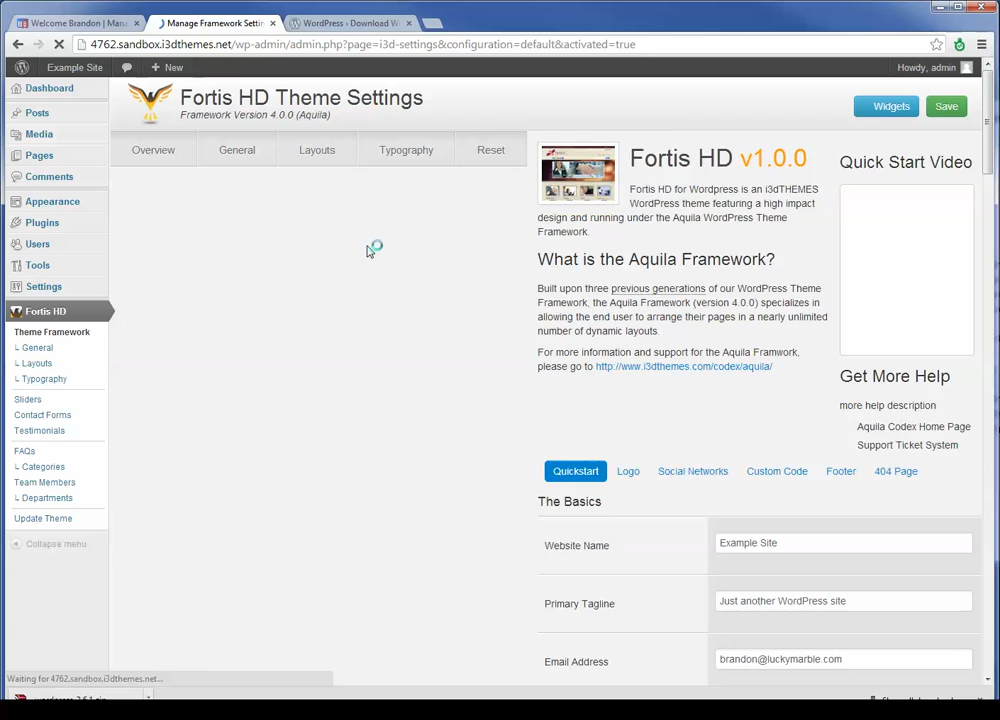 Welcome Brandon | Mana
Manage Framework Settin
WordPress › Download W
4762.sandbox.i3dthemes.net/wp-admin/admin.php?page=i3d-settings&configuration=default&activated=true
Example Site
New
Howdy, admin
Dashboard
Posts
Media
Pages
Comments
Appearance
Plugins
Users
Tools
Settings
Fortis HD
Theme Framework
General
Layouts
Typography
Sliders
Contact Forms
Testimonials
FAQs
Categories
Team Members
Departments
Update Theme
Collapse menu
Fortis HD Theme Settings
Framework Version 4.0.0 (Aquila)
Widgets
Save
Overview
General
Layouts
Typography
Reset
Fortis HD v1.0.0
Fortis HD for Wordpress is an i3dTHEMES
WordPress theme featuring a high impact
design and running under the Aquila WordPress Theme
Framework.
What is the Aquila Framework?
Built upon three previous generations of our WordPress Theme
Framework, the Aquila Framework (version 4.0.0) specializes in
allowing the end user to arrange their pages in a nearly unlimited
number of dynamic layouts.
For more information and support for the Aquila Framwork,
please go to http://www.i3dthemes.com/codex/aquila/
Quick Start Video
Get More Help
more help description
Aquila Codex Home Page
Support Ticket System
Quickstart
Logo
Social Networks
Custom Code
Footer
404 Page
The Basics
Website Name
Example Site
Primary Tagline
Just another WordPress site
Email Address
brandon@luckymarble.com
Waiting for 4762.sandbox.i3dthemes.net...